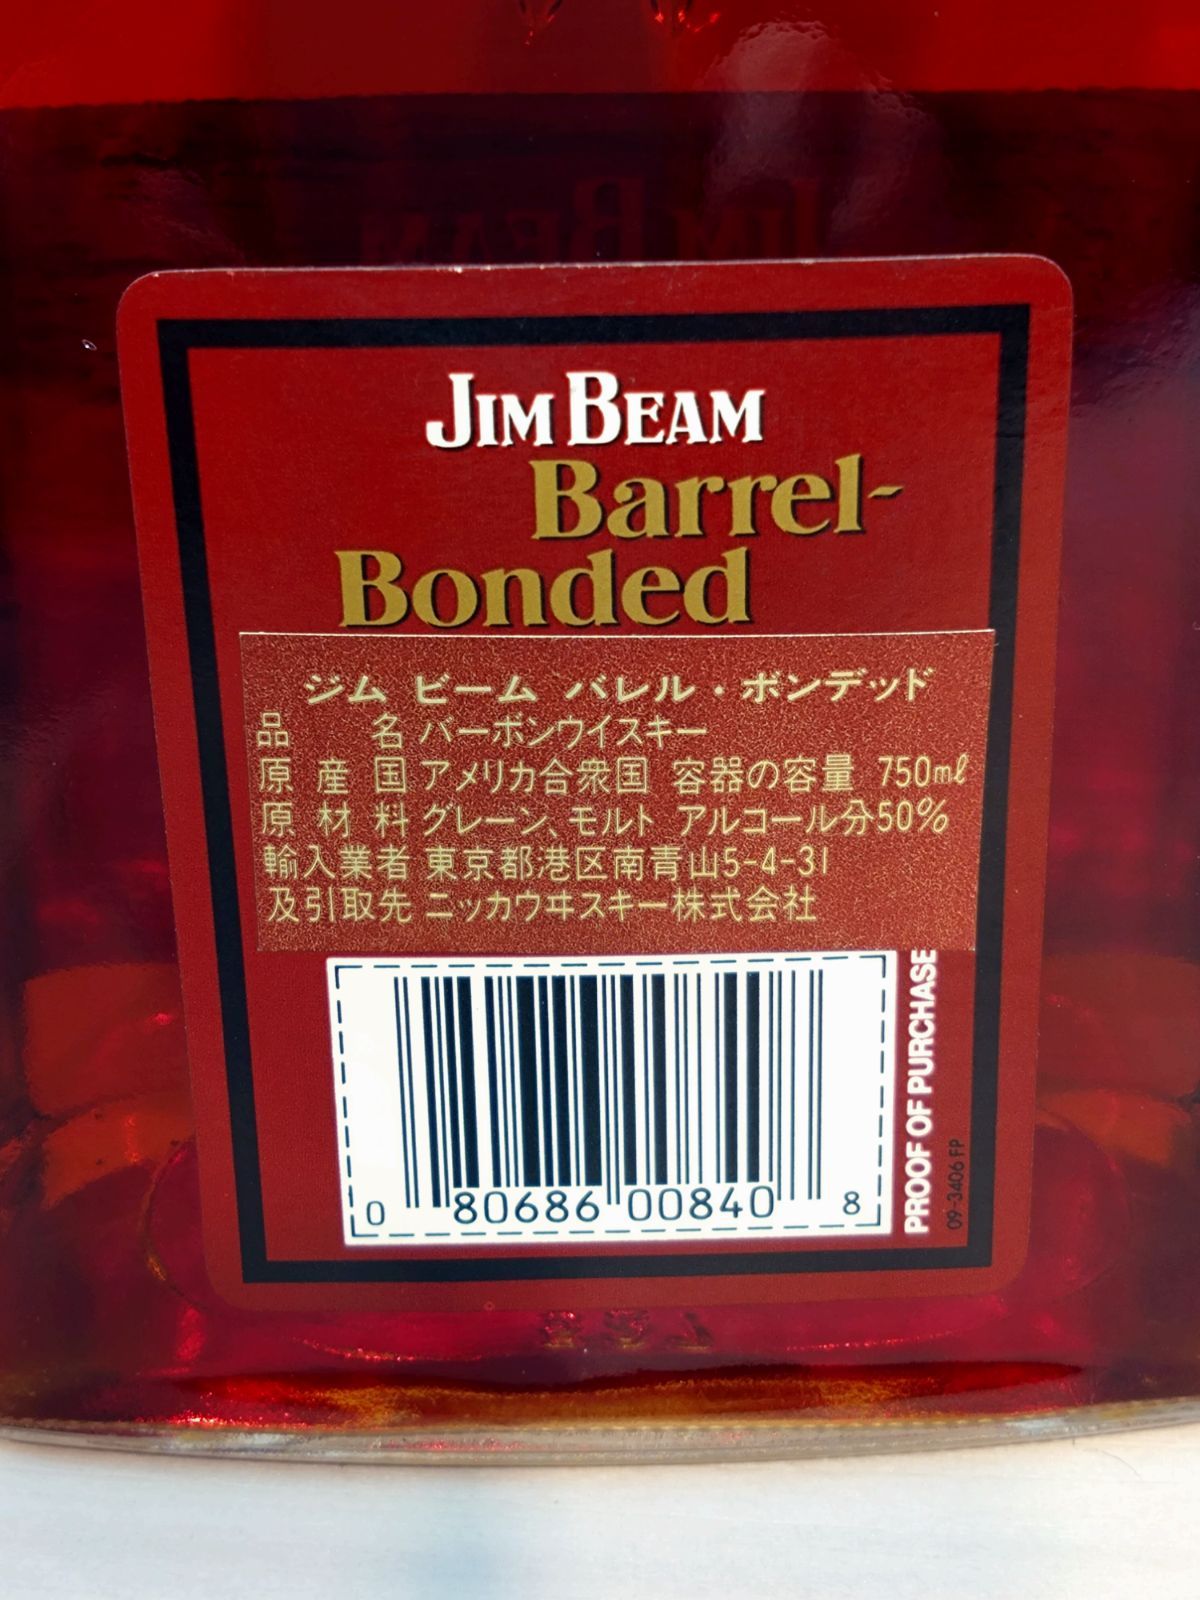 JIM BEAM
Barrel-
Bonded
ジム ビーム バレル・ボンデッド
品 名 バーボンウイスキー
原 産 国 アメリカ合衆国 容器の容量 750mℓ
原 材 料 グレーン、モルト アルコール分50%
輸入業者 東京都港区南青山5-4-31
及引取先 ニッカウヰスキー株式会社
0 80686 00840 8
PROOF OF PURCHASE
09-3406 FP
JIM BEAM